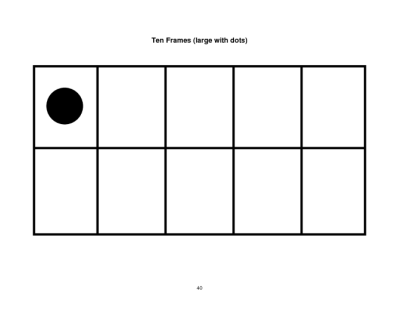 Ten Frames (large with dots)
40